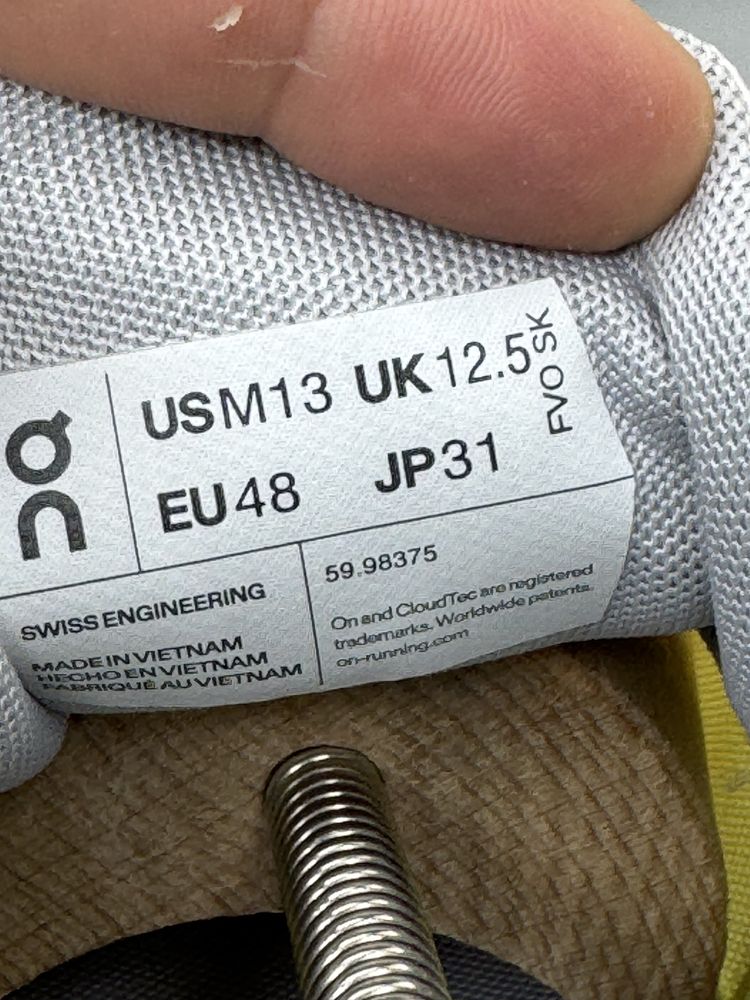 On
USM13 UK12.5
EU48 JP31
FVO SK
SWISS ENGINEERING
MADE IN VIETNAM
HECHO EN VIETNAM
FABRIQUÉ AU VIETNAM
59.98375
On and CloudTec are registered
trademarks. Worldwide patents.
on-running.com